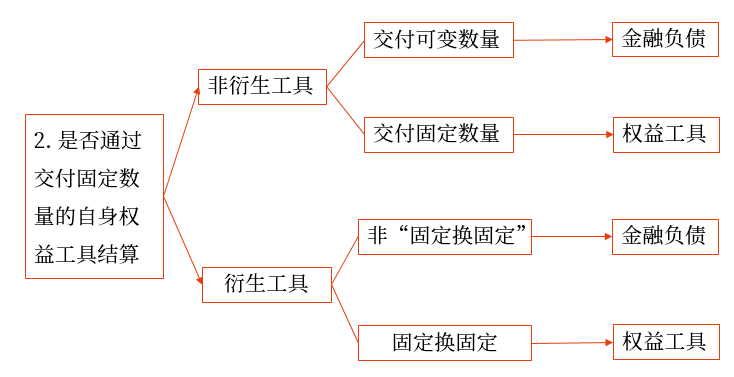 2. 是否通过
交付固定数
量的自身权
益工具结算
非衍生工具
交付可变数量
金融负债
交付固定数量
权益工具
衍生工具
非“固定换固定”
金融负债
固定换固定
权益工具